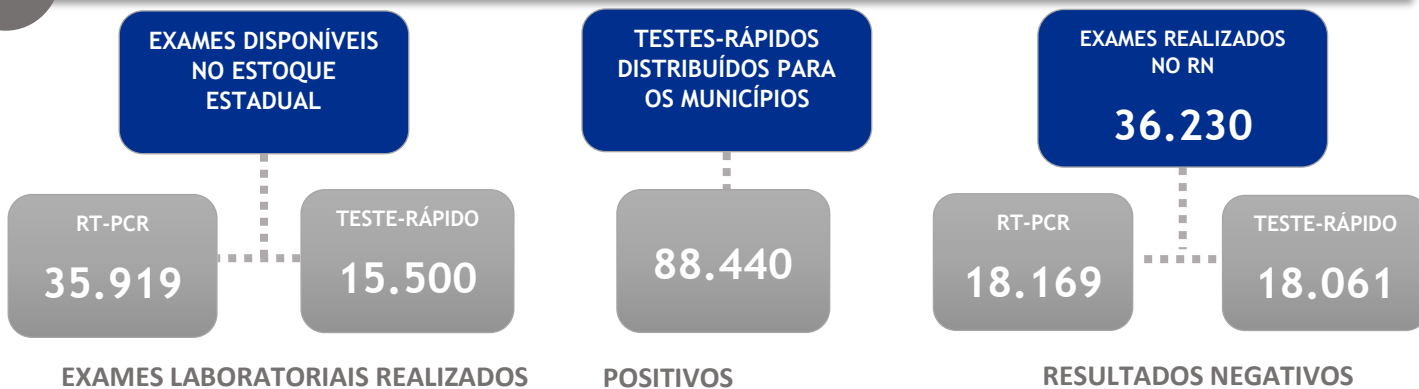 EXAMES DISPONÍVEIS
NO ESTOQUE
ESTADUAL
RT-PCR
35.919
TESTE-RÁPIDO
15.500
TESTES-RÁPIDOS
DISTRIBUÍDOS PARA
OS MUNICÍPIOS
88.440
EXAMES REALIZADOS
NO RN
36.230
RT-PCR
18.169
TESTE-RÁPIDO
18.061
EXAMES LABORATORIAIS REALIZADOS
POSITIVOS
RESULTADOS NEGATIVOS